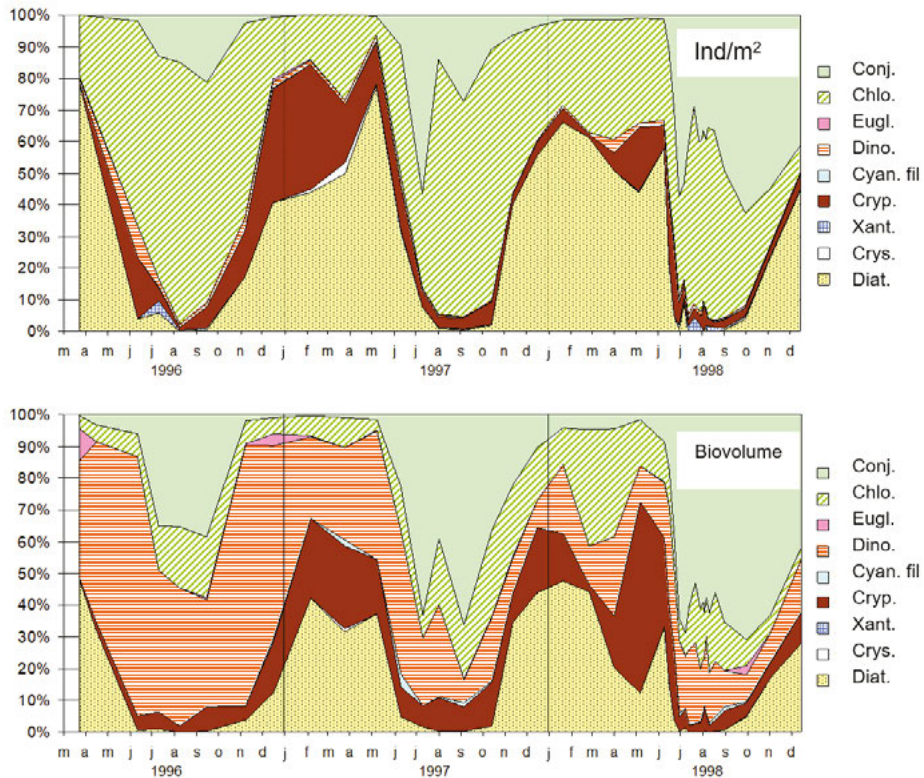 100%
90%
80%
70%
60%
50%
40%
30%
20%
10%
0%
Ind/m²
Conj.
Chlo.
Eugl.
Dino.
Cyan. fil
Cryp.
Xant.
Crys.
Diat.
m a m j j a s o n d j f m a m j j a s o n d j f m a m j j a s o n d
1996 1997 1998
100%
90%
80%
70%
60%
50%
40%
30%
20%
10%
0%
Biovolume
Conj.
Chlo.
Eugl.
Dino.
Cyan. fil
Cryp.
Xant.
Crys.
Diat.
m a m j j a s o n d j f m a m j j a s o n d j f m a m j j a s o n d
1996 1997 1998